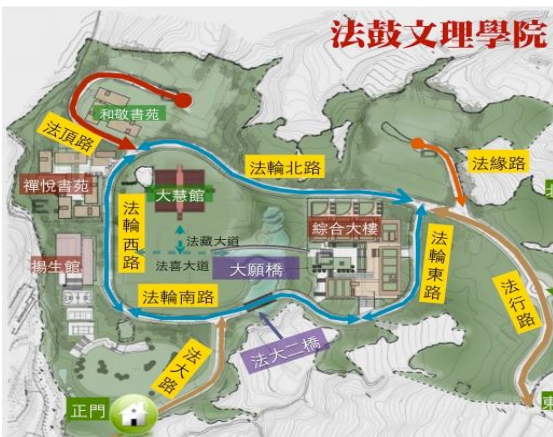 法鼓文理學院
和敬書苑
法頂路
法輪北路
法緣路
禪悅書苑
大慧館
法輪西路
法藏大道
綜合大樓
法輪東路
揚生館
法喜大道
大願橋
法行路
法輪南路
法大二橋
法大路
正門